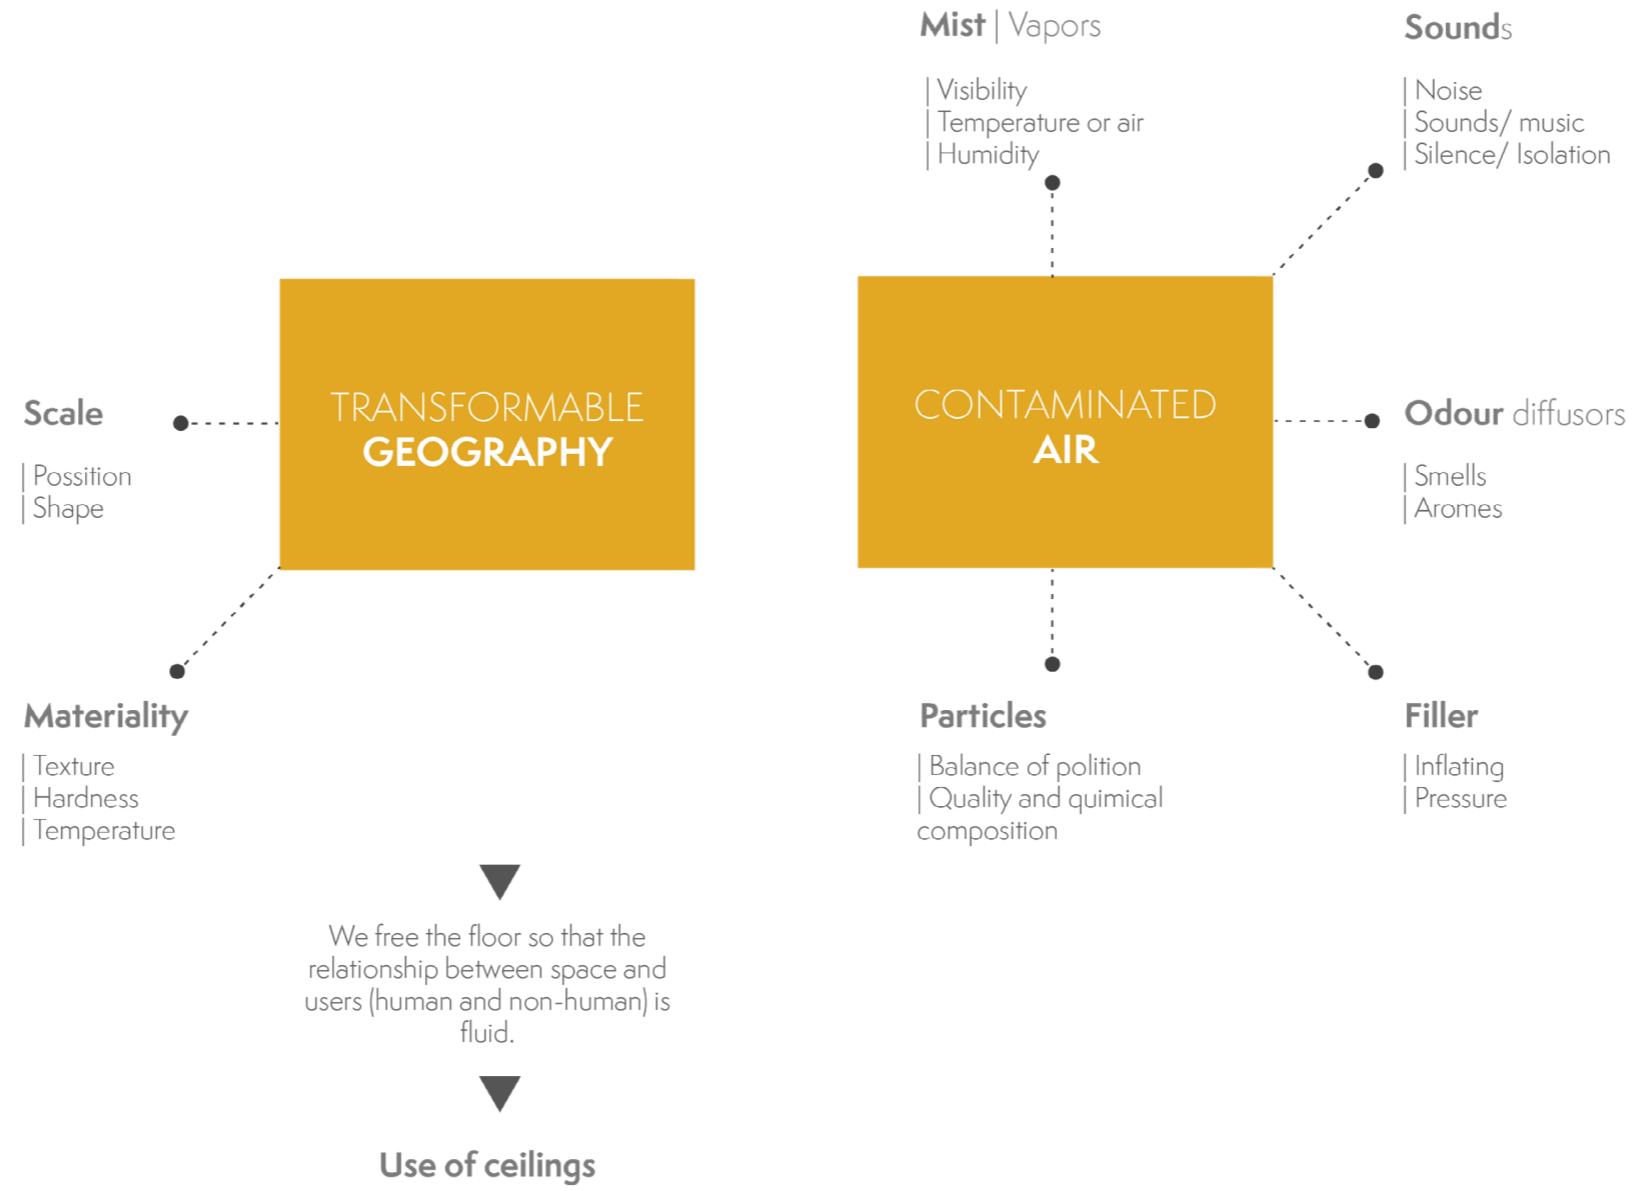 Mist | Vapors
| Visibility
| Temperature or air
| Humidity
Sounds
| Noise
| Sounds/ music
| Silence/ Isolation
TRANSFORMABLE
GEOGRAPHY
CONTAMINATED
AIR
Scale
| Possition
| Shape
Odour diffusors
| Smells
| Aromes
Materiality
| Texture
| Hardness
| Temperature
Particles
| Balance of polition
| Quality and quimical
composition
Filler
| Inflating
| Pressure
We free the floor so that the
relationship between space and
users (human and non-human) is
fluid.
Use of ceilings